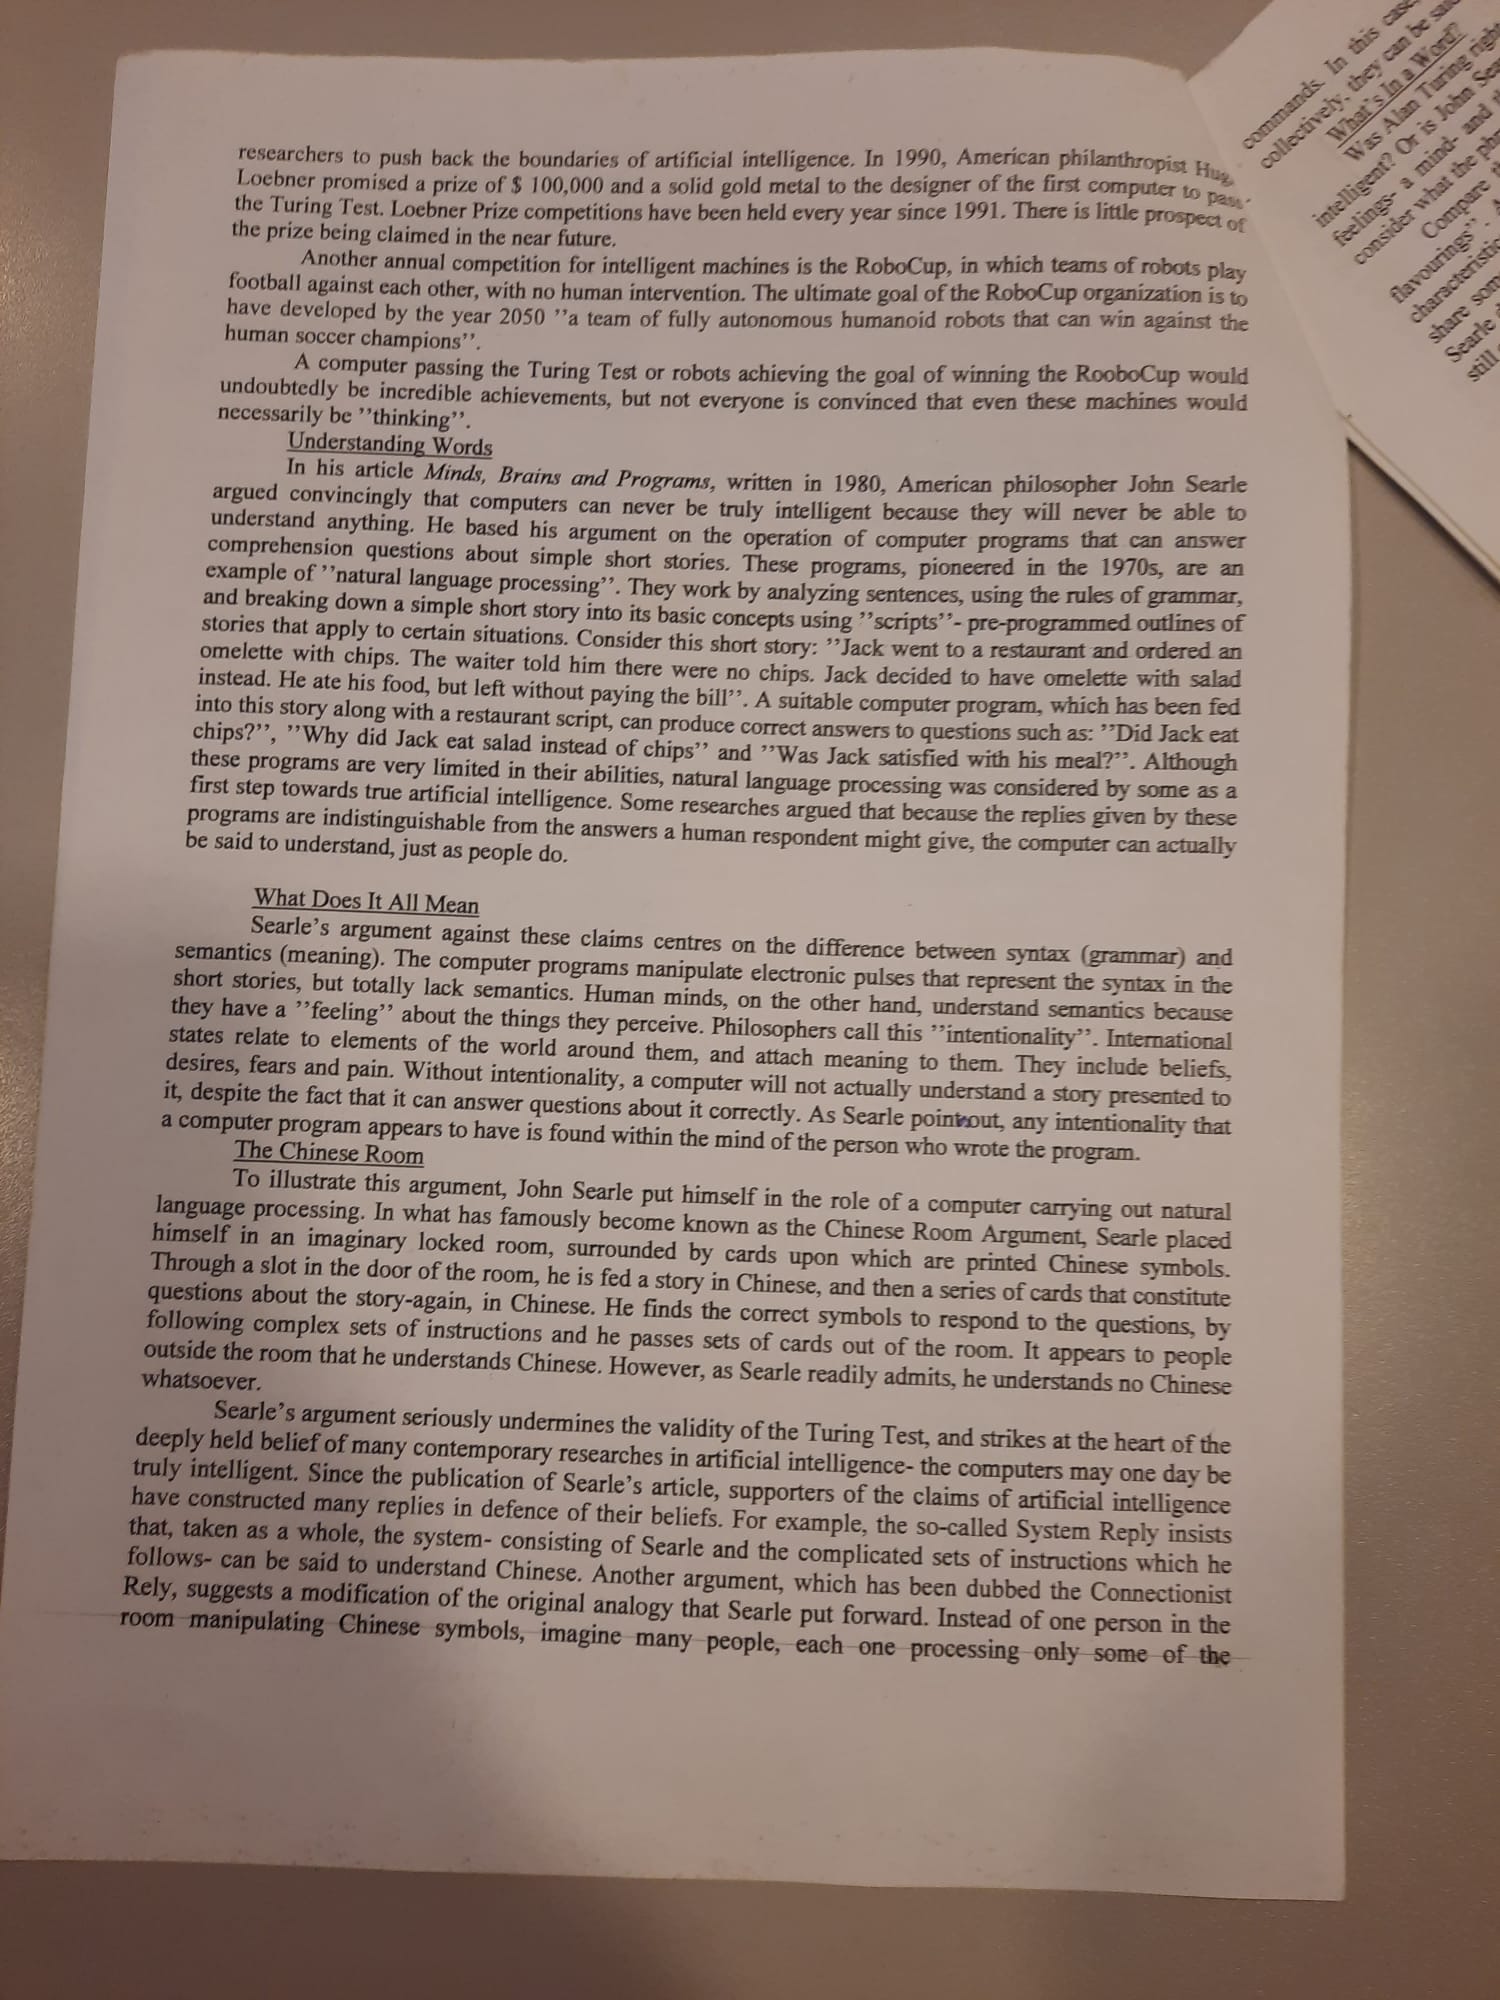 researchers to push back the boundaries of artificial intelligence. In 1990, American philanthropist Hug
Loebner promised a prize of $ 100,000 and a solid gold metal to the designer of the first computer to pass
the Turing Test. Loebner Prize competitions have been held every year since 1991. There is little prospect of
the prize being claimed in the near future.
Another annual competition for intelligent machines is the RoboCup, in which teams of robots play
football against each other, with no human intervention. The ultimate goal of the RoboCup organization is to
have developed by the year 2050 ''a team of fully autonomous humanoid robots that can win against the
human soccer champions''.
A computer passing the Turing Test or robots achieving the goal of winning the RooboCup would
undoubtedly be incredible achievements, but not everyone is convinced that even these machines would
necessarily be ''thinking''.
Understanding Words
In his article Minds, Brains and Programs, written in 1980, American philosopher John Searle
argued convincingly that computers can never be truly intelligent because they will never be able to
understand anything. He based his argument on the operation of computer programs that can answer
comprehension questions about simple short stories. These programs, pioneered in the 1970s, are an
example of ''natural language processing''. They work by analyzing sentences, using the rules of grammar,
and breaking down a simple short story into its basic concepts using ''scripts''- pre-programmed outlines of
stories that apply to certain situations. Consider this short story: ''Jack went to a restaurant and ordered an
omelette with chips. The waiter told him there were no chips. Jack decided to have omelette with salad
instead. He ate his food, but left without paying the bill''. A suitable computer program, which has been fed
into this story along with a restaurant script, can produce correct answers to questions such as: ''Did Jack eat
chips?'', ''Why did Jack eat salad instead of chips'' and ''Was Jack satisfied with his meal?''. Although
these programs are very limited in their abilities, natural language processing was considered by some as a
first step towards true artificial intelligence. Some researches argued that because the replies given by these
programs are indistinguishable from the answers a human respondent might give, the computer can actually
be said to understand, just as people do.
What Does It All Mean
Searle's argument against these claims centres on the difference between syntax (grammar) and
semantics (meaning). The computer programs manipulate electronic pulses that represent the syntax in the
short stories, but totally lack semantics. Human minds, on the other hand, understand semantics because
they have a ''feeling'' about the things they perceive. Philosophers call this ''intentionality''. International
states relate to elements of the world around them, and attach meaning to them. They include beliefs,
desires, fears and pain. Without intentionality, a computer will not actually understand a story presented to
it, despite the fact that it can answer questions about it correctly. As Searle point out, any intentionality that
a computer program appears to have is found within the mind of the person who wrote the program.
The Chinese Room
To illustrate this argument, John Searle put himself in the role of a computer carrying out natural
language processing. In what has famously become known as the Chinese Room Argument, Searle placed
himself in an imaginary locked room, surrounded by cards upon which are printed Chinese symbols.
Through a slot in the door of the room, he is fed a story in Chinese, and then a series of cards that constitute
questions about the story-again, in Chinese. He finds the correct symbols to respond to the questions, by
following complex sets of instructions and he passes sets of cards out of the room. It appears to people
outside the room that he understands Chinese. However, as Searle readily admits, he understands no Chinese
whatsoever.
Searle's argument seriously undermines the validity of the Turing Test, and strikes at the heart of the
deeply held belief of many contemporary researches in artificial intelligence- the computers may one day be
truly intelligent. Since the publication of Searle's article, supporters of the claims of artificial intelligence
have constructed many replies in defence of their beliefs. For example, the so-called System Reply insists
that, taken as a whole, the system- consisting of Searle and the complicated sets of instructions which he
follows- can be said to understand Chinese. Another argument, which has been dubbed the Connectionist
Rely, suggests a modification of the original analogy that Searle put forward. Instead of one person in the
room manipulating Chinese symbols, imagine many people, each one processing only some of the
commands. In this case
collectively, they can be said
What's In a Word?
Was Alan Turing right
intelligent? Or is John Sea
feelings- a mind- and
consider what the phr
Compare
flavourings''.
characteristic
share som
Searle
still